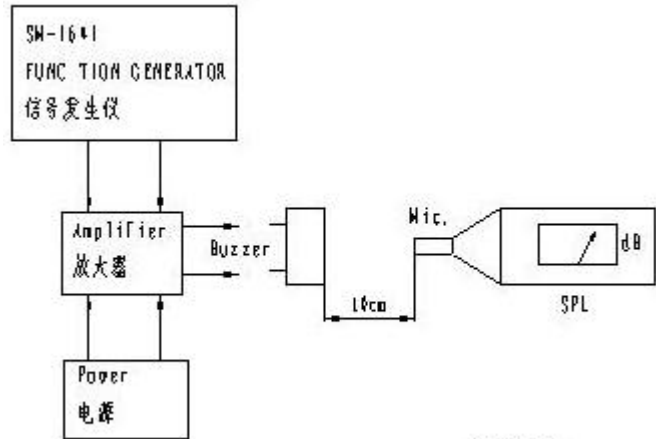 SM-1641
FUNCTION GENERATOR
信号发生仪
Amplifier
放大器
Buzzer
Mic.
dB
10cm
SPL
Power
电源